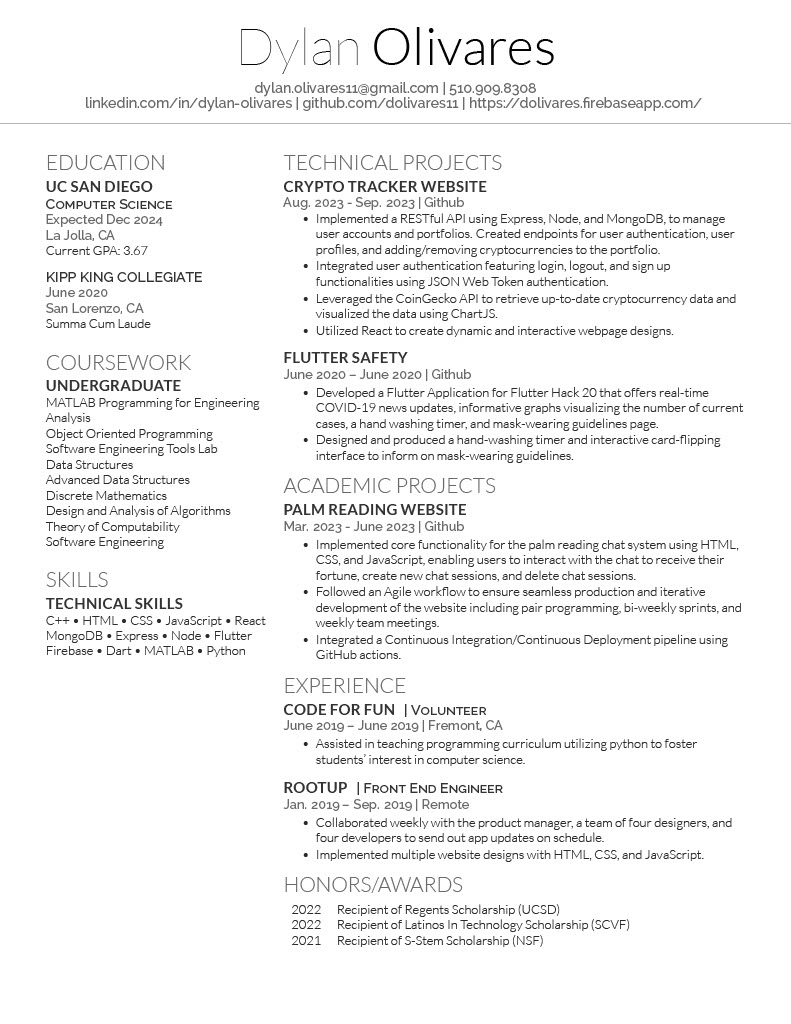 Dylan Olivares
dylan.olivares11@gmail.com | 510.909.8308
linkedin.com/in/dylan-olivares | github.com/dolivares11 | https://dolivares.firebaseapp.com/
EDUCATION
UC SAN DIEGO
COMPUTER SCIENCE
Expected Dec 2024
La Jolla, CA
Current GPA: 3.67
KIPP KING COLLEGIATE
June 2020
San Lorenzo, CA
Summa Cum Laude
COURSEWORK
UNDERGRADUATE
MATLAB Programming for Engineering
Analysis
Object Oriented Programming
Software Engineering Tools Lab
Data Structures
Advanced Data Structures
Discrete Mathematics
Design and Analysis of Algorithms
Theory of Computability
Software Engineering
SKILLS
TECHNICAL SKILLS
C++ • HTML • CSS • JavaScript • React
MongoDB • Express • Node • Flutter
Firebase • Dart • MATLAB • Python
TECHNICAL PROJECTS
CRYPTO TRACKER WEBSITE
Aug. 2023 - Sep. 2023 | Github
• Implemented a RESTful API using Express, Node, and MongoDB, to manage
user accounts and portfolios. Created endpoints for user authentication, user
profiles, and adding/removing cryptocurrencies to the portfolio.
• Integrated user authentication featuring login, logout, and sign up
functionalities using JSON Web Token authentication.
• Leveraged the CoinGecko API to retrieve up-to-date cryptocurrency data and
visualized the data using ChartJS.
• Utilized React to create dynamic and interactive webpage designs.
FLUTTER SAFETY
June 2020 – June 2020 | Github
• Developed a Flutter Application for Flutter Hack 20 that offers real-time
COVID-19 news updates, informative graphs visualizing the number of current
cases, a hand washing timer, and mask-wearing guidelines page.
• Designed and produced a hand-washing timer and interactive card-flipping
interface to inform on mask-wearing guidelines.
ACADEMIC PROJECTS
PALM READING WEBSITE
Mar. 2023 - June 2023 | Github
• Implemented core functionality for the palm reading chat system using HTML,
CSS, and JavaScript, enabling users to interact with the chat to receive their
fortune, create new chat sessions, and delete chat sessions.
• Followed an Agile workflow to ensure seamless production and iterative
development of the website including pair programming, bi-weekly sprints, and
weekly team meetings.
• Integrated a Continuous Integration/Continuous Deployment pipeline using
GitHub actions.
EXPERIENCE
CODE FOR FUN | VOLUNTEER
June 2019 – June 2019 | Fremont, CA
• Assisted in teaching programming curriculum utilizing python to foster
students' interest in computer science.
ROOTUP | FRONT END ENGINEER
Jan. 2019 – Sep. 2019 | Remote
• Collaborated weekly with the product manager, a team of four designers, and
four developers to send out app updates on schedule.
• Implemented multiple website designs with HTML, CSS, and JavaScript.
HONORS/AWARDS
2022 Recipient of Regents Scholarship (UCSD)
2022 Recipient of Latinos In Technology Scholarship (SCVF)
2021 Recipient of S-Stem Scholarship (NSF)